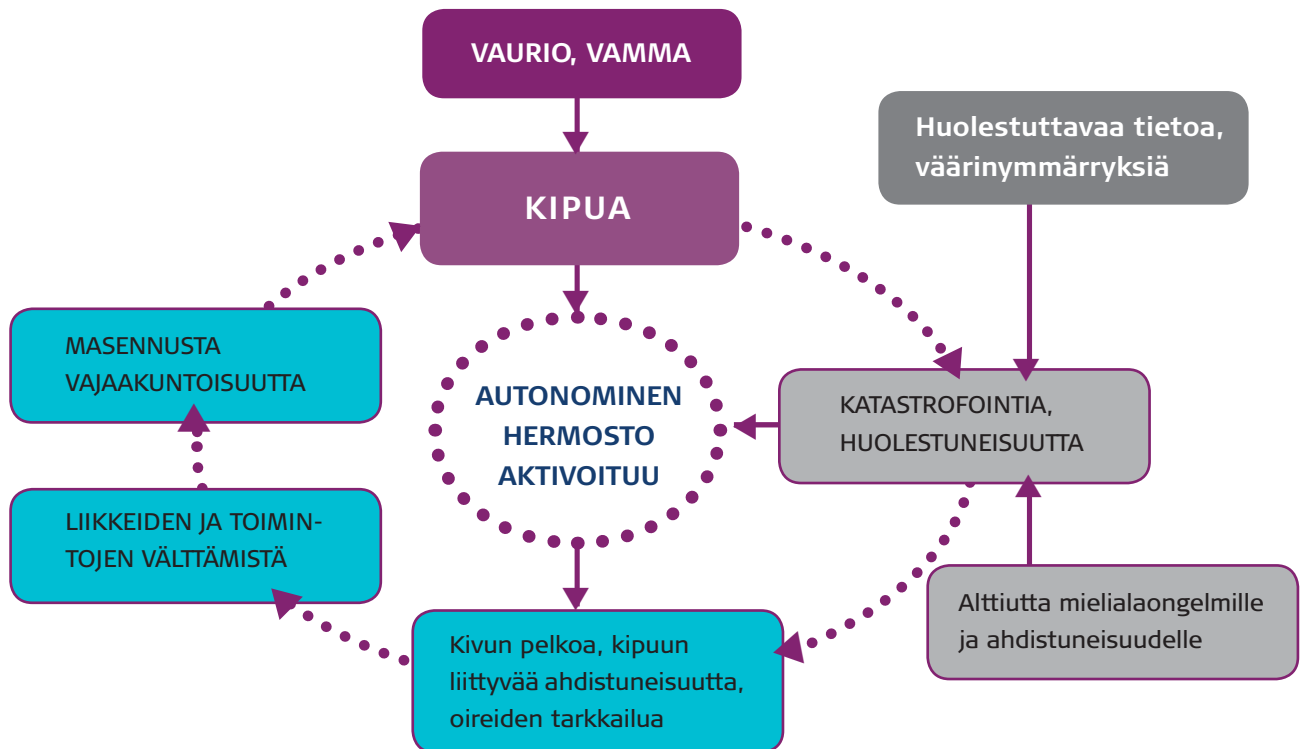 VAURIO, VAMMA
Huolestuttavaa tietoa,
väärinymmärryksiä
KIPUA
MASENNUSTA
VAJAAKUNTOISUUTTA
AUTONOMINEN
HERMOSTO
AKTIVOITUU
KATASTROFOINTIA,
HUOLESTUNEISUUTTA
LIIKKEIDEN JA TOIMIN-
TOJEN VÄLTTÄMISTÄ
Alttiutta mielialaongelmille
ja ahdistuneisuudelle
Kivun pelkoa, kipuun
liittyvää ahdistuneisuutta,
oireiden tarkkailua